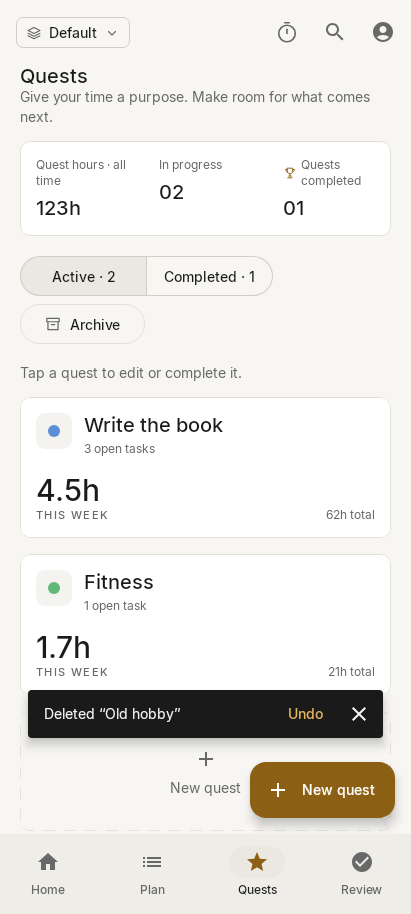 Default
Quests
Give your time a purpose. Make room for what comes
next.
Quest hours · all
time
123h
In progress
02
Quests
completed
01
Active · 2
Completed · 1
Archive
Tap a quest to edit or complete it.
Write the book
3 open tasks
4.5h
THIS WEEK
62h total
Fitness
1 open task
1.7h
THIS WEEK
21h total
Deleted “Old hobby”
Undo
New quest
New quest
Home
Plan
Quests
Review